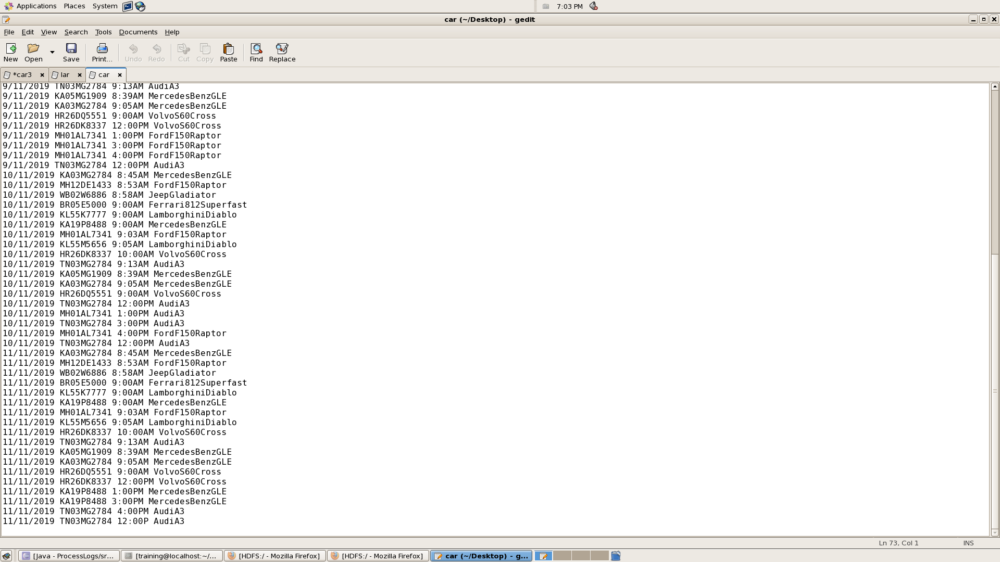 Applications Places System 7:03 PM
car (~/Desktop) - gedit
File Edit View Search Tools Documents Help
New Open Save Print... Undo Redo Cut Copy Paste Find Replace
*car3 lar car
9/11/2019 TN03MG2784 9:13AM AudiA3
9/11/2019 KA05MG1909 8:39AM MercedesBenzGLE
9/11/2019 KA03MG2784 9:05AM MercedesBenzGLE
9/11/2019 HR26DQ5551 9:00AM VolvoS60Cross
9/11/2019 HR26DK8337 12:00PM VolvoS60Cross
9/11/2019 MH01AL7341 1:00PM FordF150Raptor
9/11/2019 MH01AL7341 3:00PM FordF150Raptor
9/11/2019 MH01AL7341 4:00PM FordF150Raptor
9/11/2019 TN03MG2784 12:00PM AudiA3
10/11/2019 KA03MG2784 8:45AM MercedesBenzGLE
10/11/2019 MH12DE1433 8:53AM FordF150Raptor
10/11/2019 WB02W6886 8:58AM JeepGladiator
10/11/2019 BR05E5000 9:00AM Ferrari812Superfast
10/11/2019 KL55K7777 9:00AM LamborghiniDiablo
10/11/2019 KA19P8488 9:00AM MercedesBenzGLE
10/11/2019 MH01AL7341 9:03AM FordF150Raptor
10/11/2019 KL55M5656 9:05AM LamborghiniDiablo
10/11/2019 HR26DK8337 10:00AM VolvoS60Cross
10/11/2019 TN03MG2784 9:13AM AudiA3
10/11/2019 KA05MG1909 8:39AM MercedesBenzGLE
10/11/2019 KA03MG2784 9:05AM MercedesBenzGLE
10/11/2019 HR26DQ5551 9:00AM VolvoS60Cross
10/11/2019 TN03MG2784 12:00PM AudiA3
10/11/2019 MH01AL7341 1:00PM AudiA3
10/11/2019 TN03MG2784 3:00PM AudiA3
10/11/2019 MH01AL7341 4:00PM FordF150Raptor
10/11/2019 TN03MG2784 12:00PM AudiA3
11/11/2019 KA03MG2784 8:45AM MercedesBenzGLE
11/11/2019 MH12DE1433 8:53AM FordF150Raptor
11/11/2019 WB02W6886 8:58AM JeepGladiator
11/11/2019 BR05E5000 9:00AM Ferrari812Superfast
11/11/2019 KL55K7777 9:00AM LamborghiniDiablo
11/11/2019 KA19P8488 9:00AM MercedesBenzGLE
11/11/2019 MH01AL7341 9:03AM FordF150Raptor
11/11/2019 KL55M5656 9:05AM LamborghiniDiablo
11/11/2019 HR26DK8337 10:00AM VolvoS60Cross
11/11/2019 TN03MG2784 9:13AM AudiA3
11/11/2019 KA05MG1909 8:39AM MercedesBenzGLE
11/11/2019 KA03MG2784 9:05AM MercedesBenzGLE
11/11/2019 HR26DQ5551 9:00AM VolvoS60Cross
11/11/2019 HR26DK8337 12:00PM VolvoS60Cross
11/11/2019 KA19P8488 1:00PM MercedesBenzGLE
11/11/2019 KA19P8488 3:00PM MercedesBenzGLE
11/11/2019 TN03MG2784 4:00PM AudiA3
11/11/2019 TN03MG2784 12:00P AudiA3
Ln 73, Col 1 INS
[Java - ProcessLogs/sr... [training@localhost:~/... [HDFS:/ - Mozilla Firefox] [HDFS:/ - Mozilla Firefox] car (~/Desktop) - g...